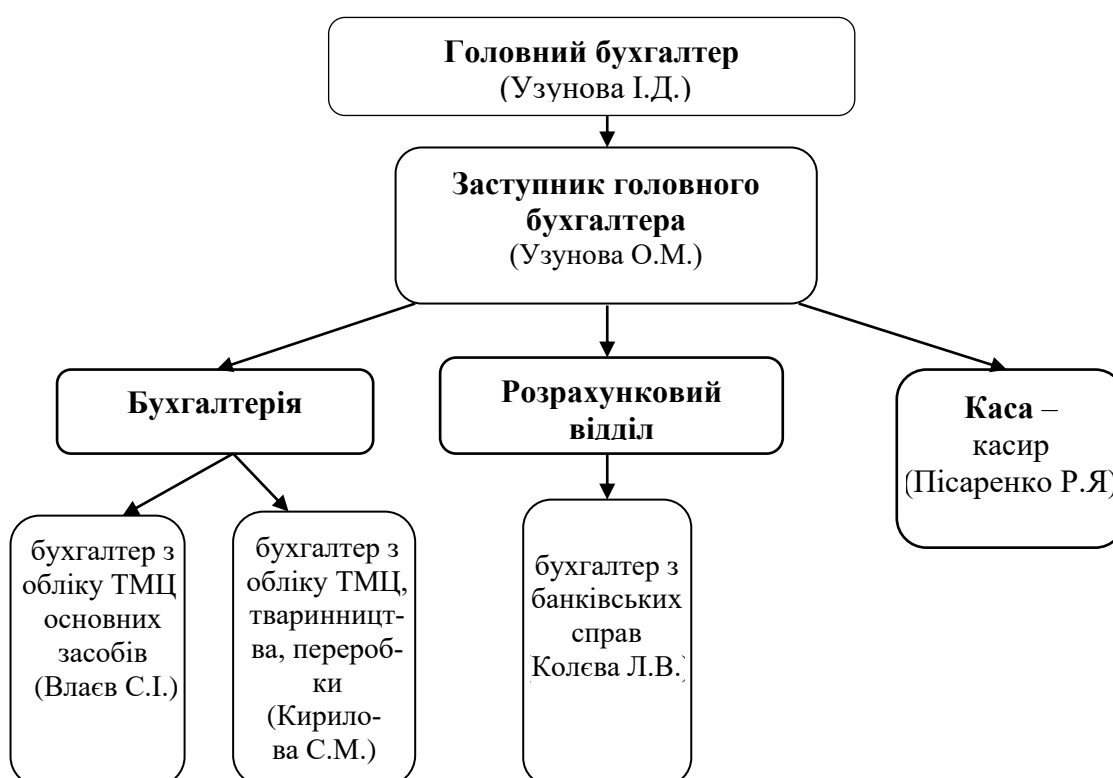 Головний бухгалтер
(Узунова І.Д.)
Заступник головного
бухгалтера
(Узунова О.М.)
Бухгалтерія
Розрахунковий
відділ
Каса –
касир
(Пісаренко Р.Я)
бухгалтер з
обліку ТМЦ
основних
засобів
(Влаєв С.І.)
бухгалтер з
обліку ТМЦ,
тваринницт-
ва, перероб-
ки
(Кирило-
ва С.М.)
бухгалтер з
банківських
справ
(Колєва Л.В.)